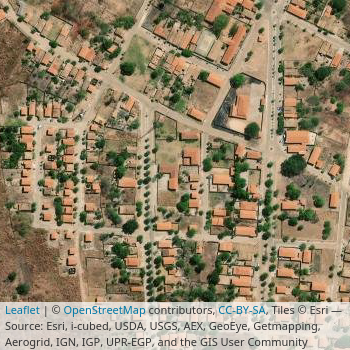 Leaflet | © OpenStreetMap contributors, CC-BY-SA, Tiles © Esri —
Source: Esri, i-cubed, USDA, USGS, AEX, GeoEye, Getmapping,
Aerogrid, IGN, IGP, UPR-EGP, and the GIS User Community